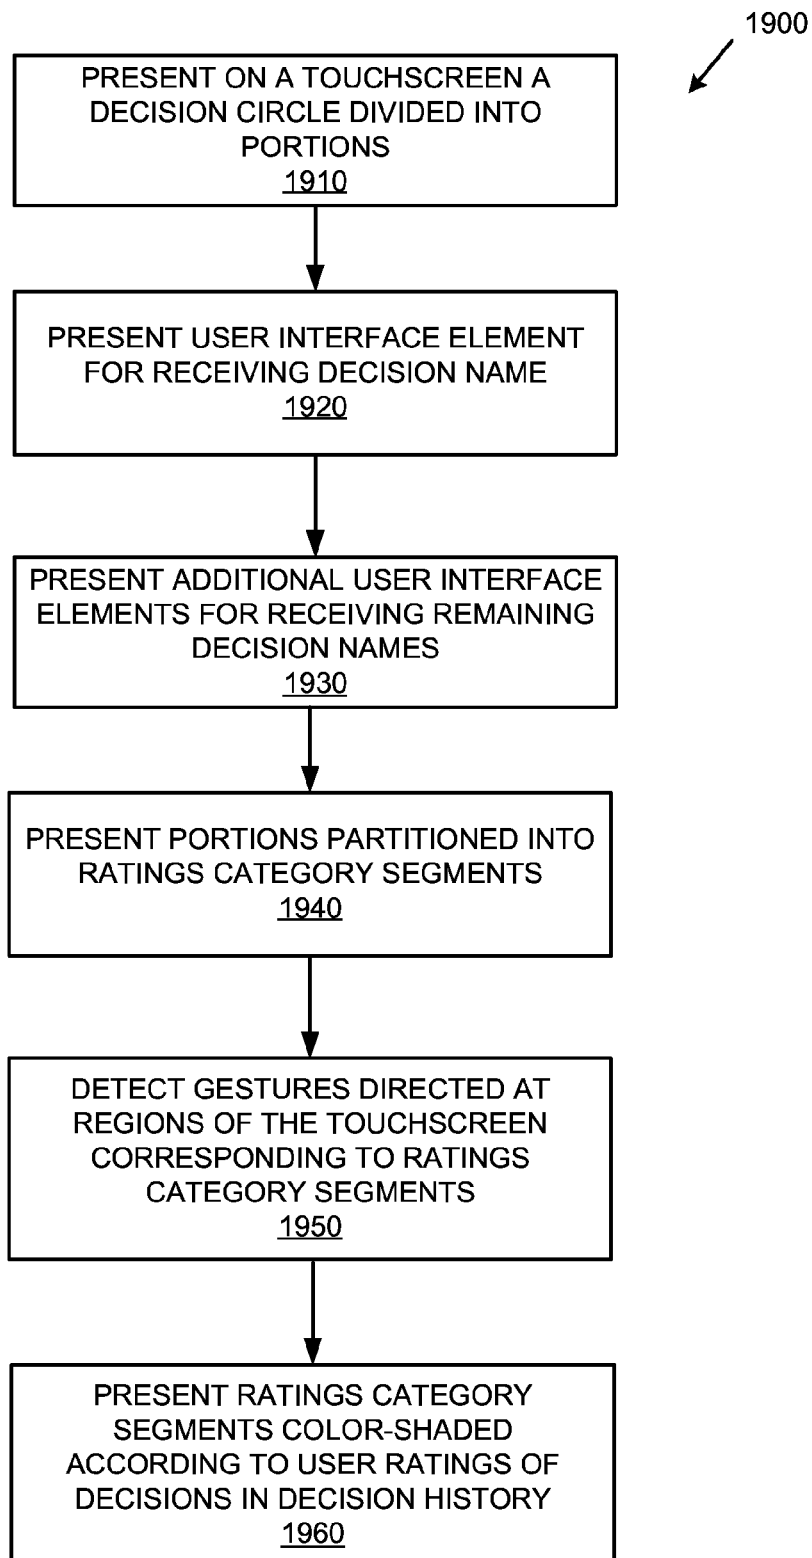 1900
PRESENT ON A TOUCHSCREEN A
DECISION CIRCLE DIVIDED INTO
PORTIONS
1910
PRESENT USER INTERFACE ELEMENT
FOR RECEIVING DECISION NAME
1920
PRESENT ADDITIONAL USER INTERFACE
ELEMENTS FOR RECEIVING REMAINING
DECISION NAMES
1930
PRESENT PORTIONS PARTITIONED INTO
RATINGS CATEGORY SEGMENTS
1940
DETECT GESTURES DIRECTED AT
REGIONS OF THE TOUCHSCREEN
CORRESPONDING TO RATINGS
CATEGORY SEGMENTS
1950
PRESENT RATINGS CATEGORY
SEGMENTS COLOR-SHADED
ACCORDING TO USER RATINGS OF
DECISIONS IN DECISION HISTORY
1960